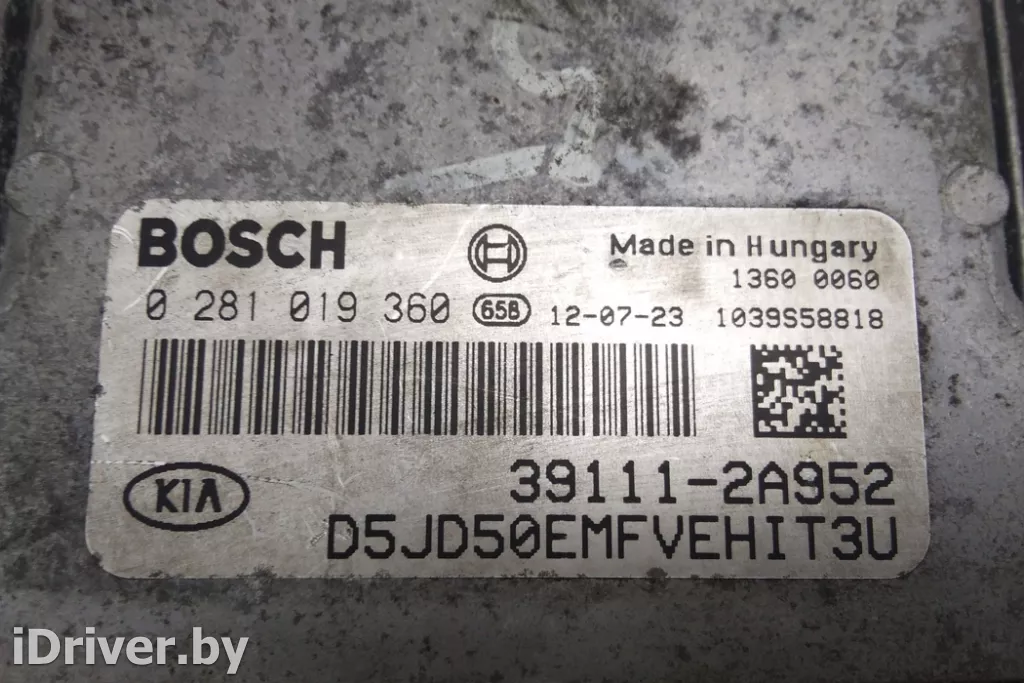 BOSCH
Made in Hungary
1360 0060
0 281 019 360 65B 12-07-23 1039S58818
KIA
39111-2A952
D5JD50EMFVEHIT3U
iDriver.by